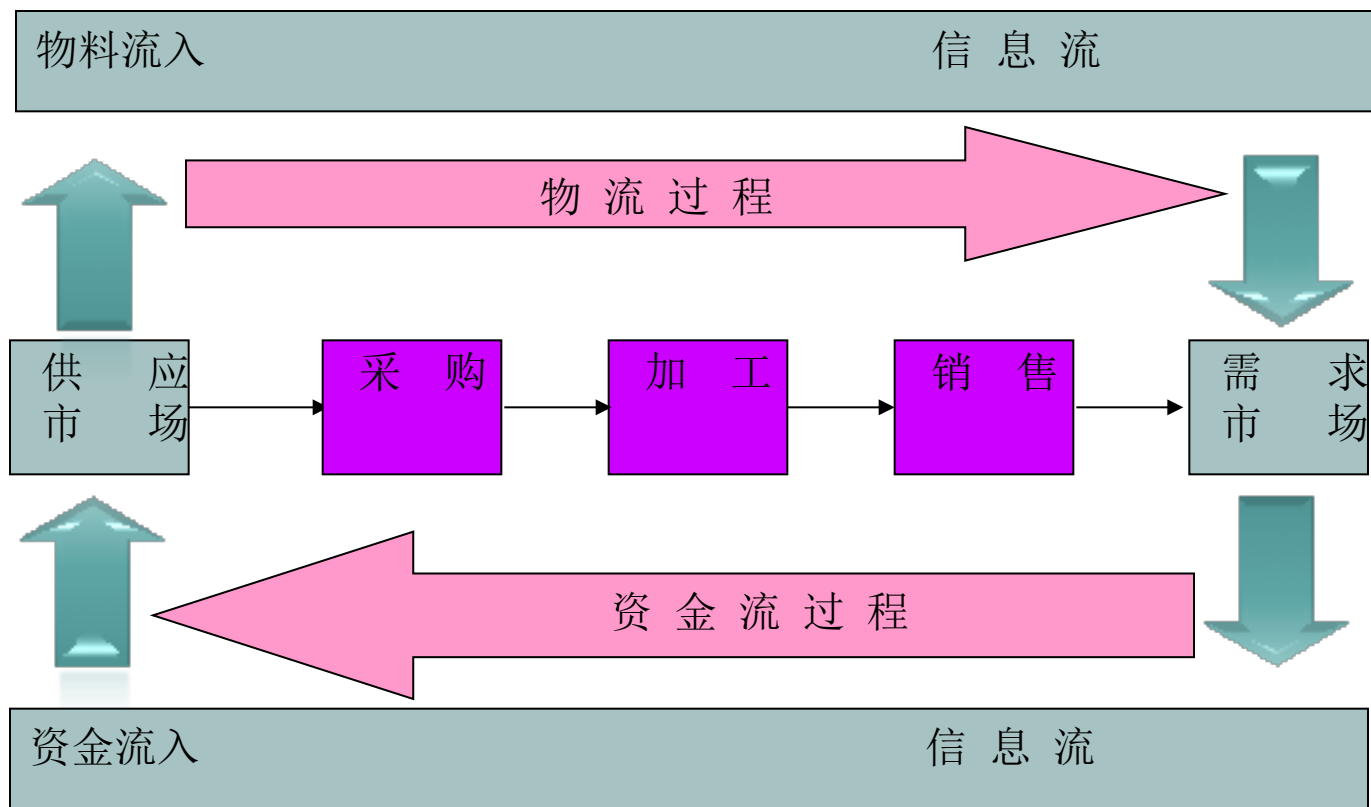 物料流入 信 息 流
物 流 过 程
供 应
市 场
采 购
加 工
销 售
需 求
市 场
资 金 流 过 程
资金流入 信 息 流